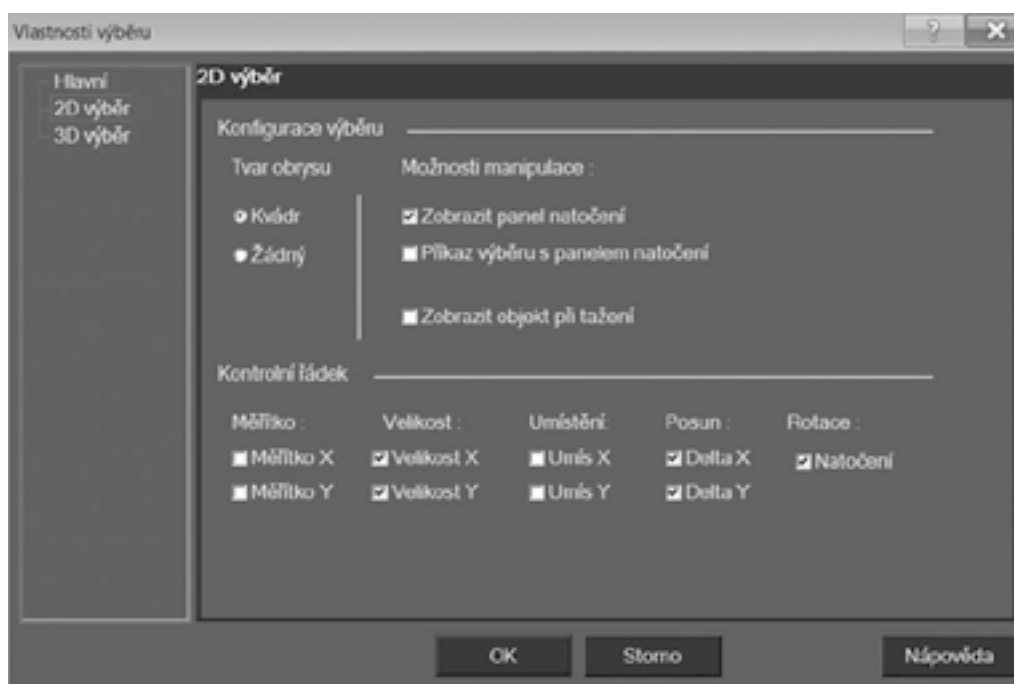 Vlastnosti výběru
Hlavní
2D výběr
3D výběr
2D výběr
Konfigurace výběru
Tvar obrysu
Možnosti manipulace :
Kvádr
Zobrazit panel natočení
Žádný
Příkaz výběru s panelem natočení
Zobrazit objekt při tažení
Kontrolní řádek
Měřítko : Velikost : Umístění: Posun : Rotace :
Měřítko X Velikost X Umís X Delta X Natočení
Měřítko Y Velikost Y Umís Y Delta Y
OK Storno Nápověda